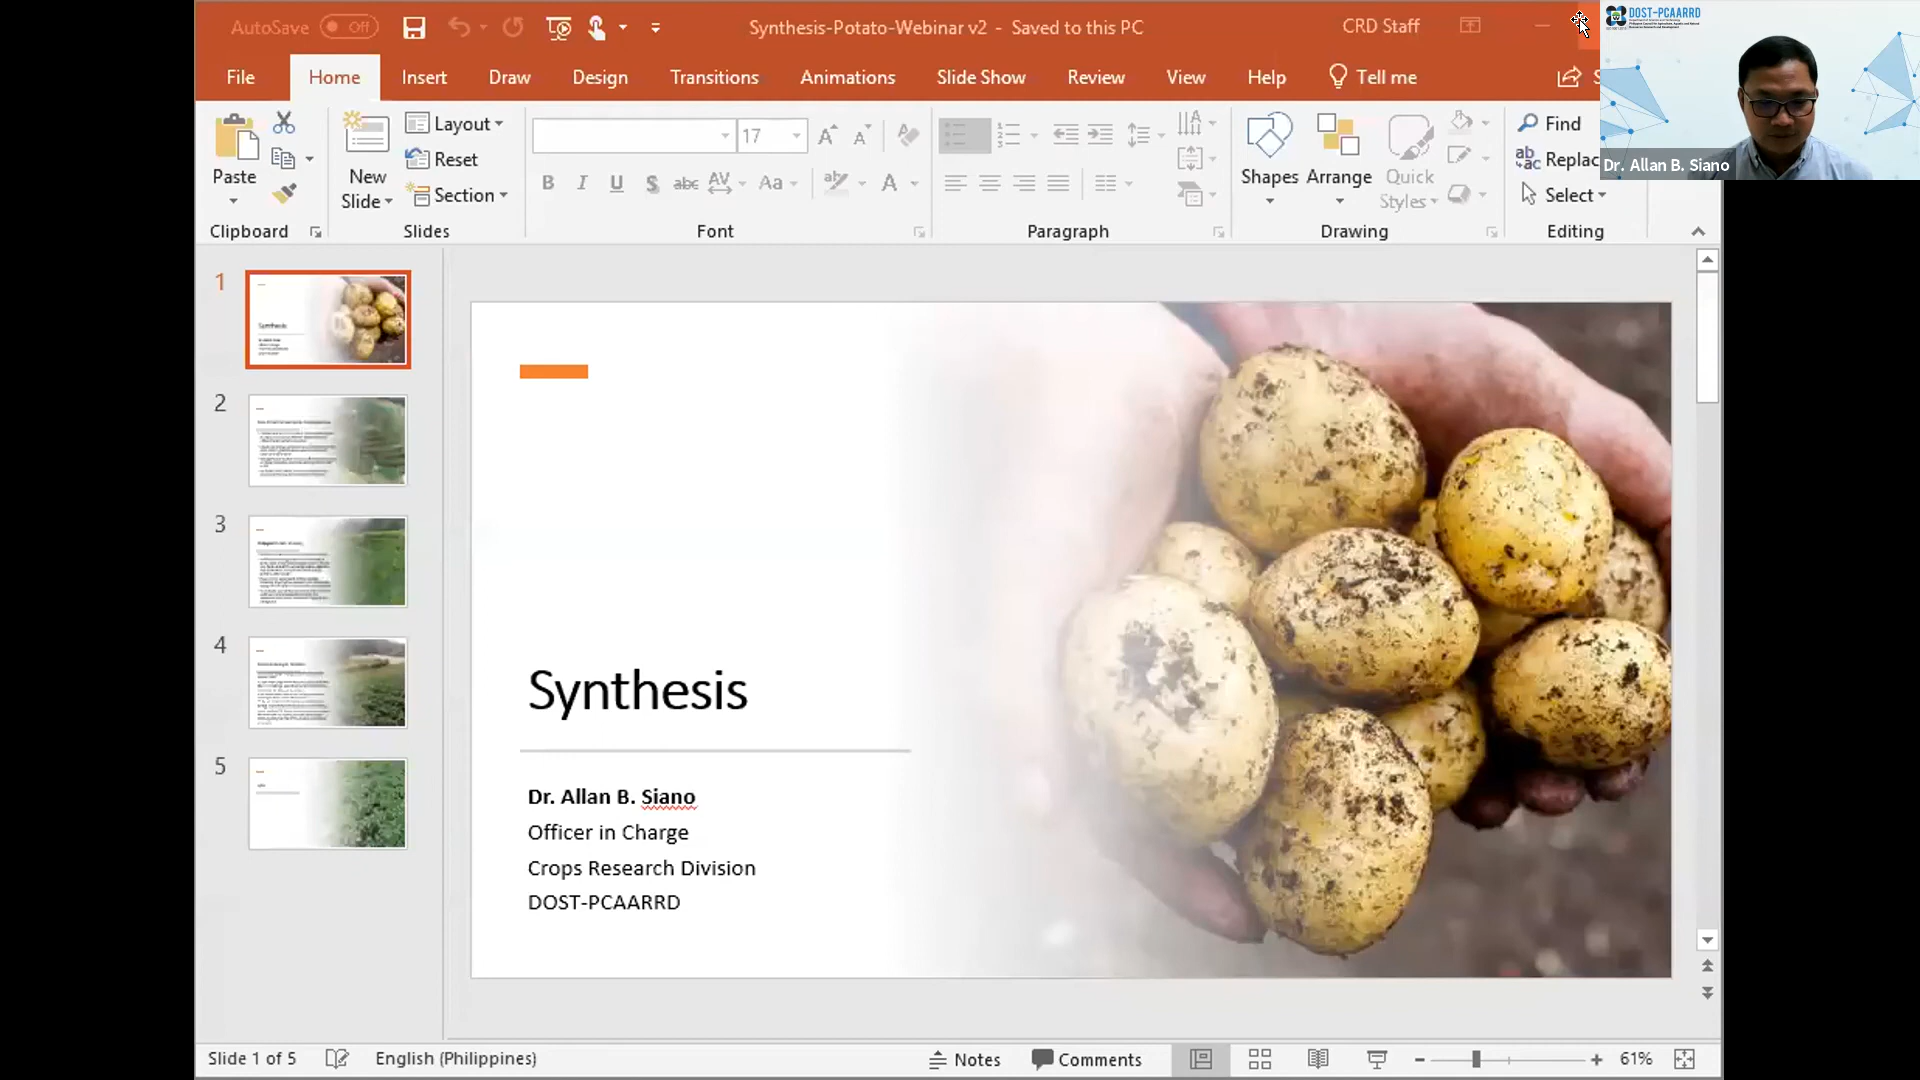 AutoSave Off
Synthesis-Potato-Webinar v2 - Saved to this PC
CRD Staff
DOST-PCAARRD
File Home Insert Draw Design Transitions Animations Slide Show Review View Help Tell me
Paste
Clipboard
New Slide
Layout
Reset
Section
Slides
17
B I U S abc AV Aa A
Font
Paragraph
Shapes
Arrange
Quick Styles
Drawing
Find
Replac
Select
Editing
Dr. Allan B. Siano
1
Synthesis
2
3
4
5
Synthesis
Dr. Allan B. Siano
Officer in Charge
Crops Research Division
DOST-PCAARRD
Slide 1 of 5
English (Philippines)
Notes
Comments
61%